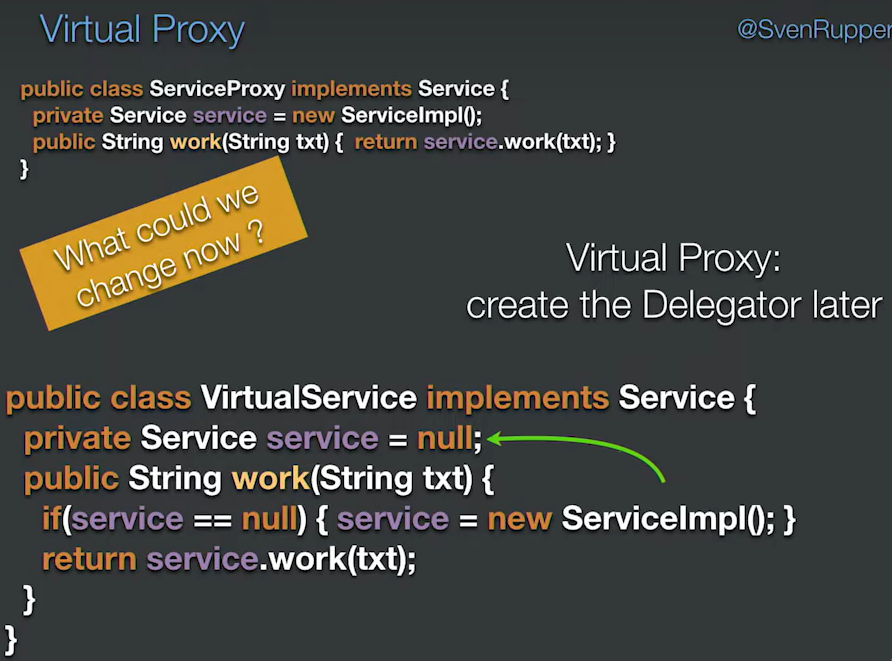 Virtual Proxy
@SvenRupper
public class ServiceProxy implements Service {
private Service service = new ServiceImpl();
public String work(String txt) { return service.work(txt); }
}
What could we
change now ?
Virtual Proxy:
create the Delegator later
public class VirtualService implements Service {
private Service service = null;
public String work(String txt) {
if(service == null) { service = new ServiceImpl(); }
return service.work(txt);
}
}